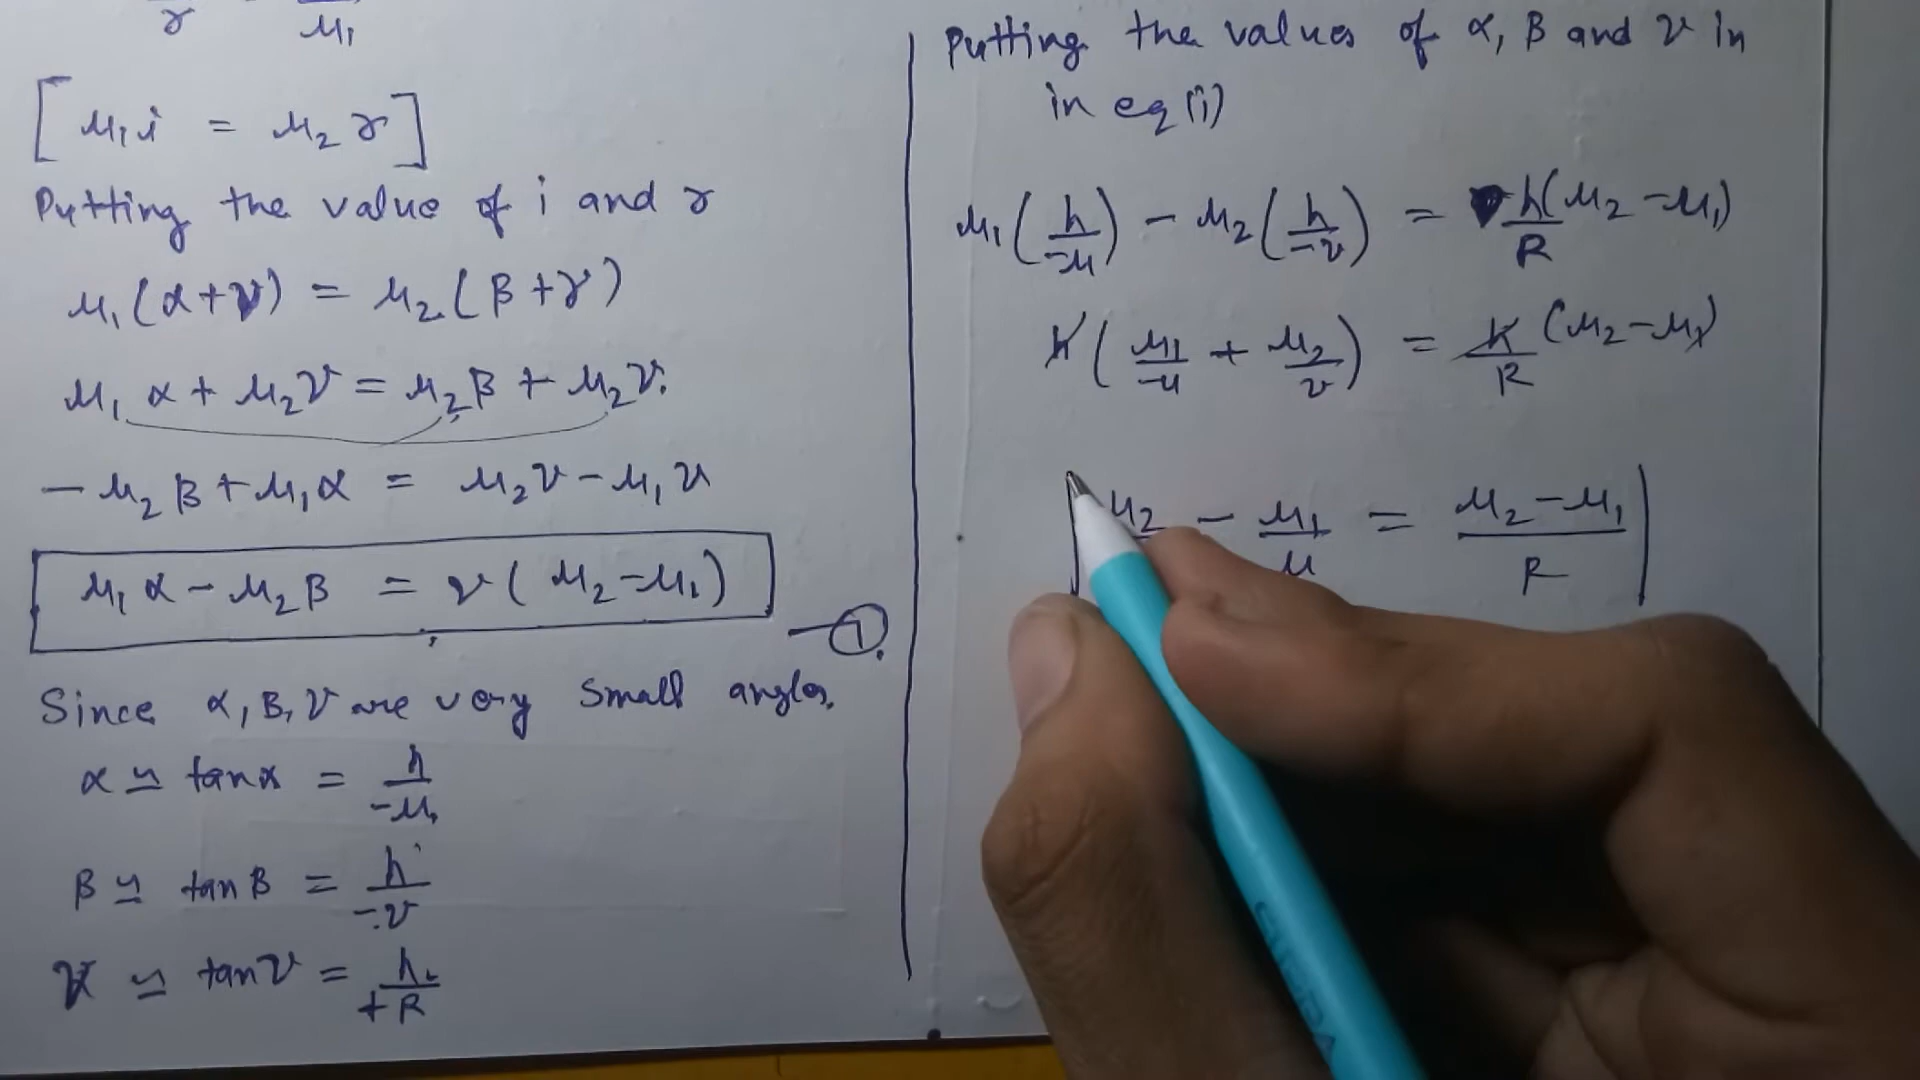 γ μ₁
[μ₁i = μ₂γ]
Putting the value of i and γ
μ₁(α+γ) = μ₂(β+γ)
μ₁α + μ₂γ = μ₂β + μ₂γ.
-μ₂β + μ₁α = μ₂γ - μ₁γ
μ₁α - μ₂β = γ(μ₂-μ₁)
— ①.
Since α, β, γ are very small angles.
α ≃ tanα = h/-u
β ≃ tanβ = h/-v
γ ≃ tanγ = h/+R
Putting the values of α, β and γ in
in eq(i)
μ₁(h/-u) - μ₂(h/-v) = h/R(μ₂-μ₁)
h(μ₁/-u + μ₂/v) = h/R(μ₂-μ₁)
μ₂ - μ₁/u = μ₂-μ₁/R